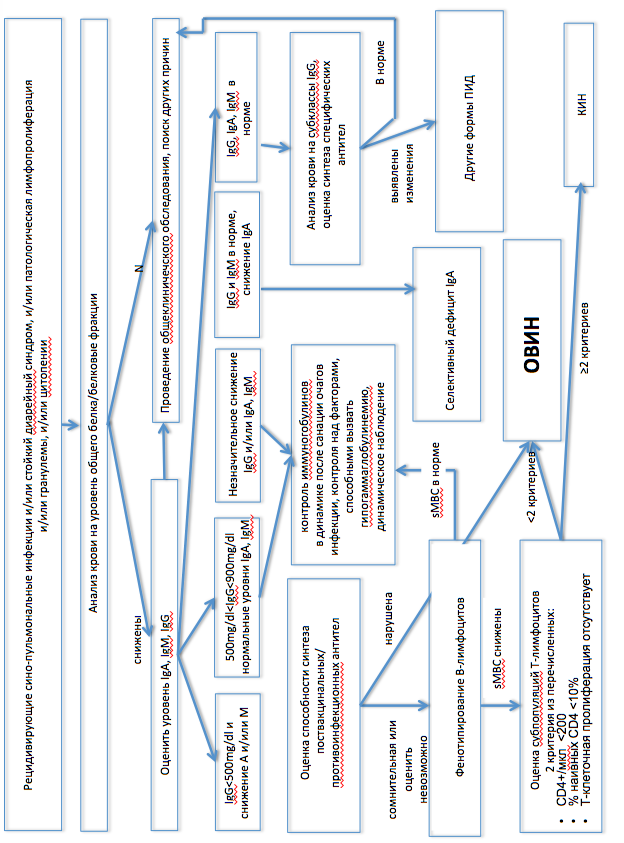 Рецидивирующие сино-пульмональные инфекции и/или стойкий диарейный синдром, и/или патологическая лимфопролиферация
и/или гранулемы, и/или цитопении
Анализ крови на уровень общего белка/белковые фракции
снижены
N
Оценить уровень IgA, IgM, IgG
Проведение общеклиничечского обследования, поиск других причин
IgG<500mg/dl и
снижение А и/или М
500mg/dl<IgG<900mg/dl
нормальные уровни IgA, IgM
Незначительное снижение
IgG и/или IgA, IgM
IgG и IgM в норме,
снижение IgA
IgG, IgA, IgM в
норме
Оценка способности синтеза
поствакцинальных/
противоинфекционных антител
контроль иммуногобулинов
в динамике после санации очагов
инфекции, контроля над факторами,
способными вызвать
гипогаммаглобулилемию,
динамическое наблюдение
Анализ крови на субклассы IgG,
оценка синтеза специфических
антител
В норме
сомнительная или
оценить
невозможно
нарушена
выявлены
изменения
Фенотипирование В-лимфоцитов
sMBC в норме
Селективный дефицит IgA
Другие формы ПИД
sMBC снижены
<2 критериев
ОВИН
Оценка субпопуляций Т-лимфоцитов
2 критерия из перечисленных:
• CD4+/мкл <200
• % наивных CD4 <10%
• Т-клеточная пролиферация отсутствует
≥2 критериев
КИН